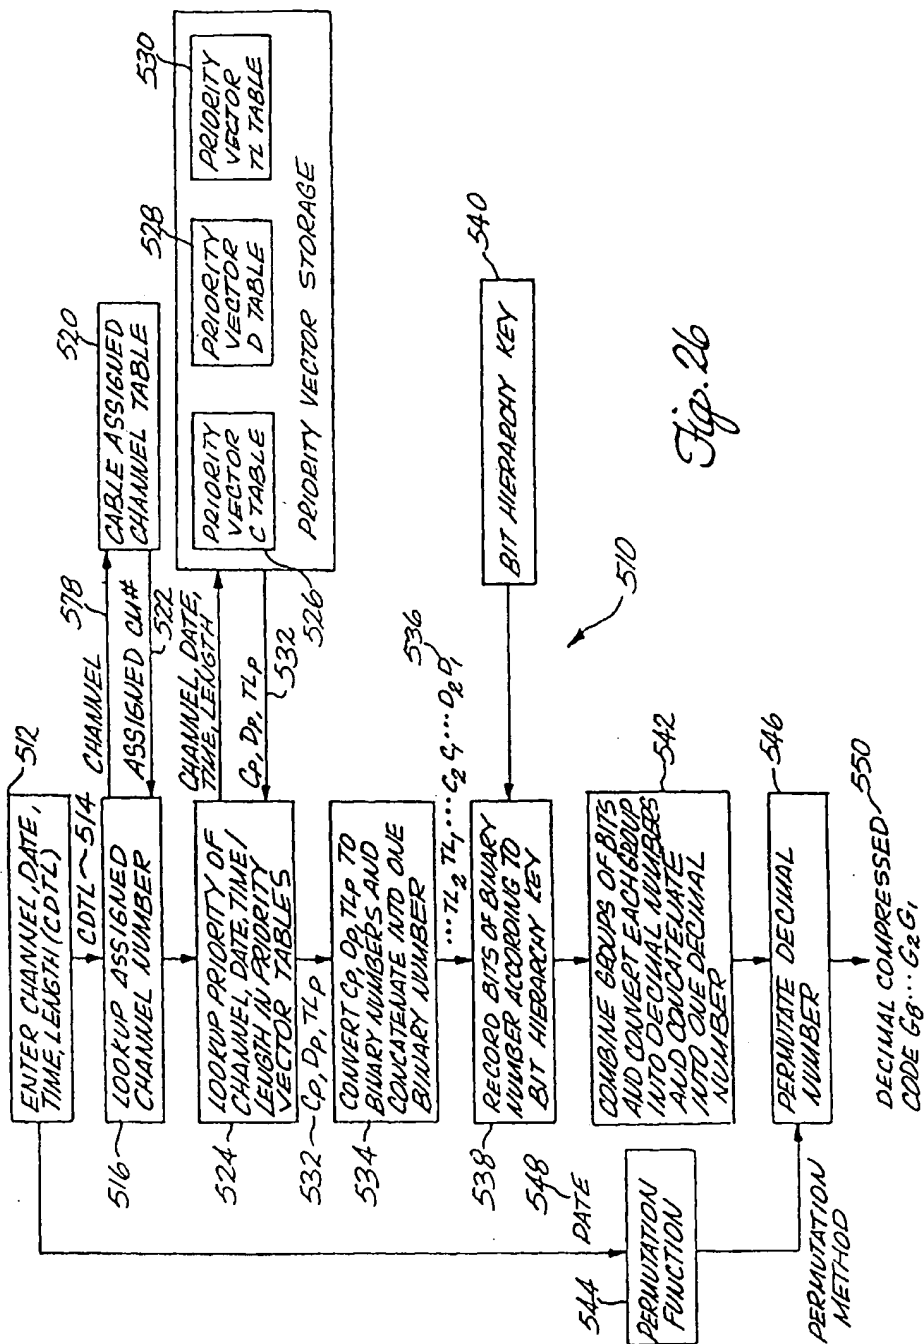 512
ENTER CHANNEL, DATE,
TIME, LENGTH (CDTL)
CDTL 514
LOOKUP ASSIGNED
CHANNEL NUMBER
516
CHANNEL
578
ASSIGNED CU#
522
CABLE ASSIGNED
CHANNEL TABLE
520
LOOKUP PRIORITY OF
CHANNEL, DATE, TIME/
LENGTH IN PRIORITY
VECTOR TABLES
524
CHANNEL, DATE,
TIME, LENGTH
CP, DP, TLP
532
PRIORITY
VECTOR
C TABLE
526
PRIORITY
VECTOR
D TABLE
528
PRIORITY
VECTOR
TL TABLE
530
PRIORITY VECTOR STORAGE
532 CP, DP, TLP
CONVERT CP, DP, TLP TO
BINARY NUMBERS AND
CONCATENATE INTO ONE
BINARY NUMBER
534
... TL2 TL1 ... C2 C1 ... D2 D1
536
RECORD BITS OF BINARY
NUMBER ACCORDING TO
BIT HIERARCHY KEY
538
BIT HIERARCHY KEY
540
510
COMBINE GROUPS OF BITS
AND CONVERT EACH GROUP
INTO DECIMAL NUMBERS
AND CONCATENATE
INTO ONE DECIMAL
NUMBER
542
548
DATE
544
PERMUTATION
FUNCTION
PERMUTATION
METHOD
PERMUTATE DECIMAL
NUMBER
546
DECIMAL COMPRESSED
CODE G8 ... G2 G1
550
Fig. 26